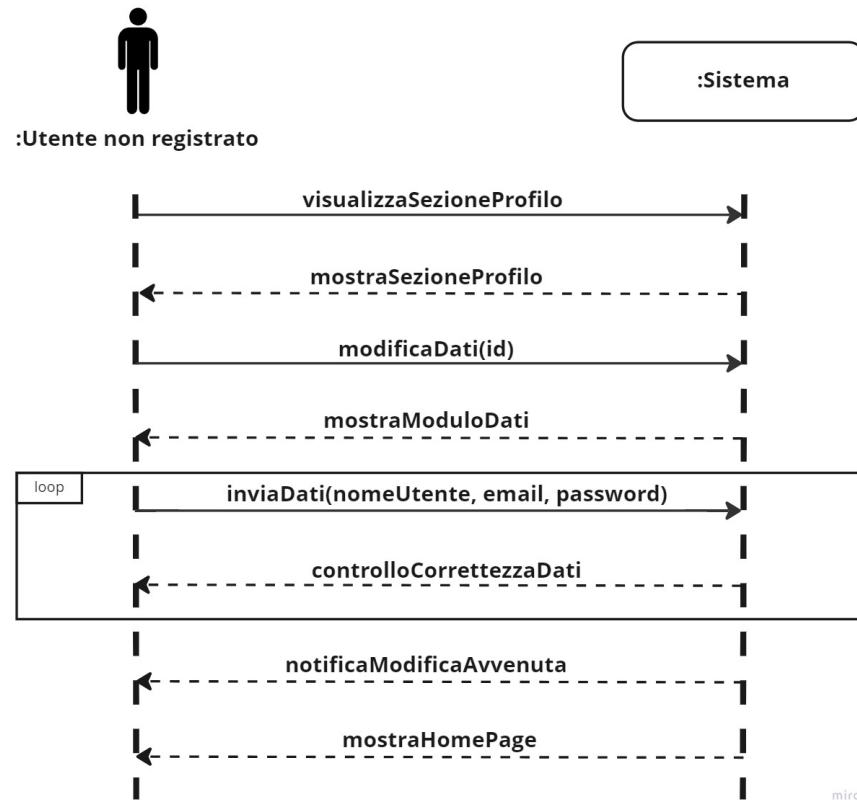 :Sistema
:Utente non registrato
visualizzaSezioneProfilo
mostraSezioneProfilo
modificaDati(id)
mostraModuloDati
loop
inviaDati(nomeUtente, email, password)
controlloCorrettezzaDati
notificaModificaAvvenuta
mostraHomePage